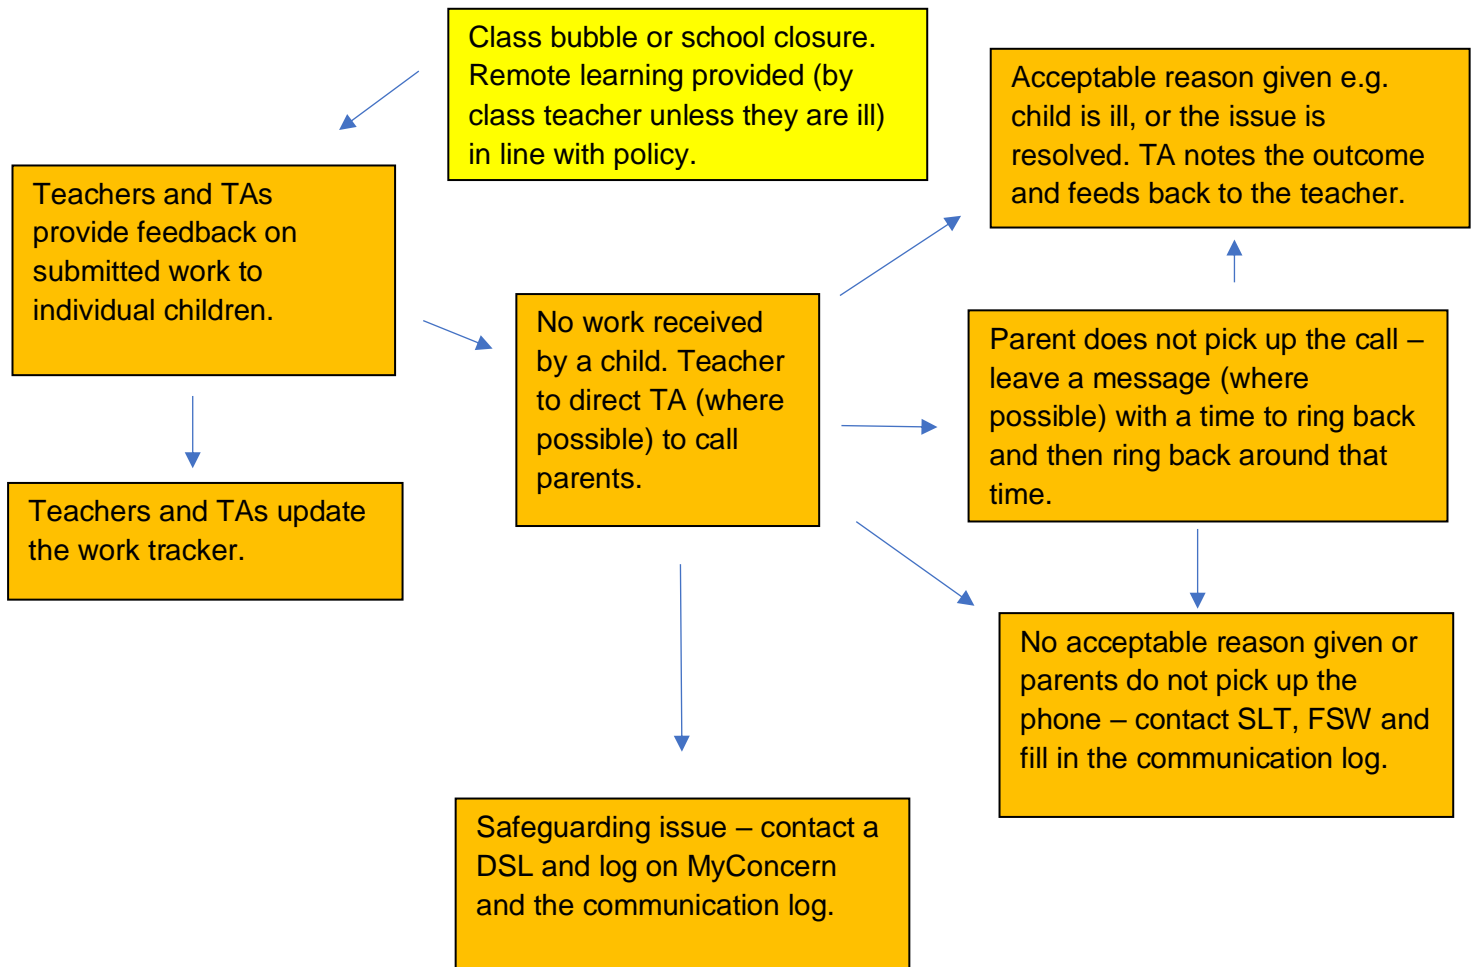 Class bubble or school closure.
Remote learning provided (by
class teacher unless they are ill)
in line with policy.
Acceptable reason given e.g.
child is ill, or the issue is
resolved. TA notes the outcome
and feeds back to the teacher.
Teachers and TAs
provide feedback on
submitted work to
individual children.
No work received
by a child. Teacher
to direct TA (where
possible) to call
parents.
Parent does not pick up the call –
leave a message (where
possible) with a time to ring back
and then ring back around that
time.
Teachers and TAs update
the work tracker.
No acceptable reason given or
parents do not pick up the
phone – contact SLT, FSW and
fill in the communication log.
Safeguarding issue – contact a
DSL and log on MyConcern
and the communication log.